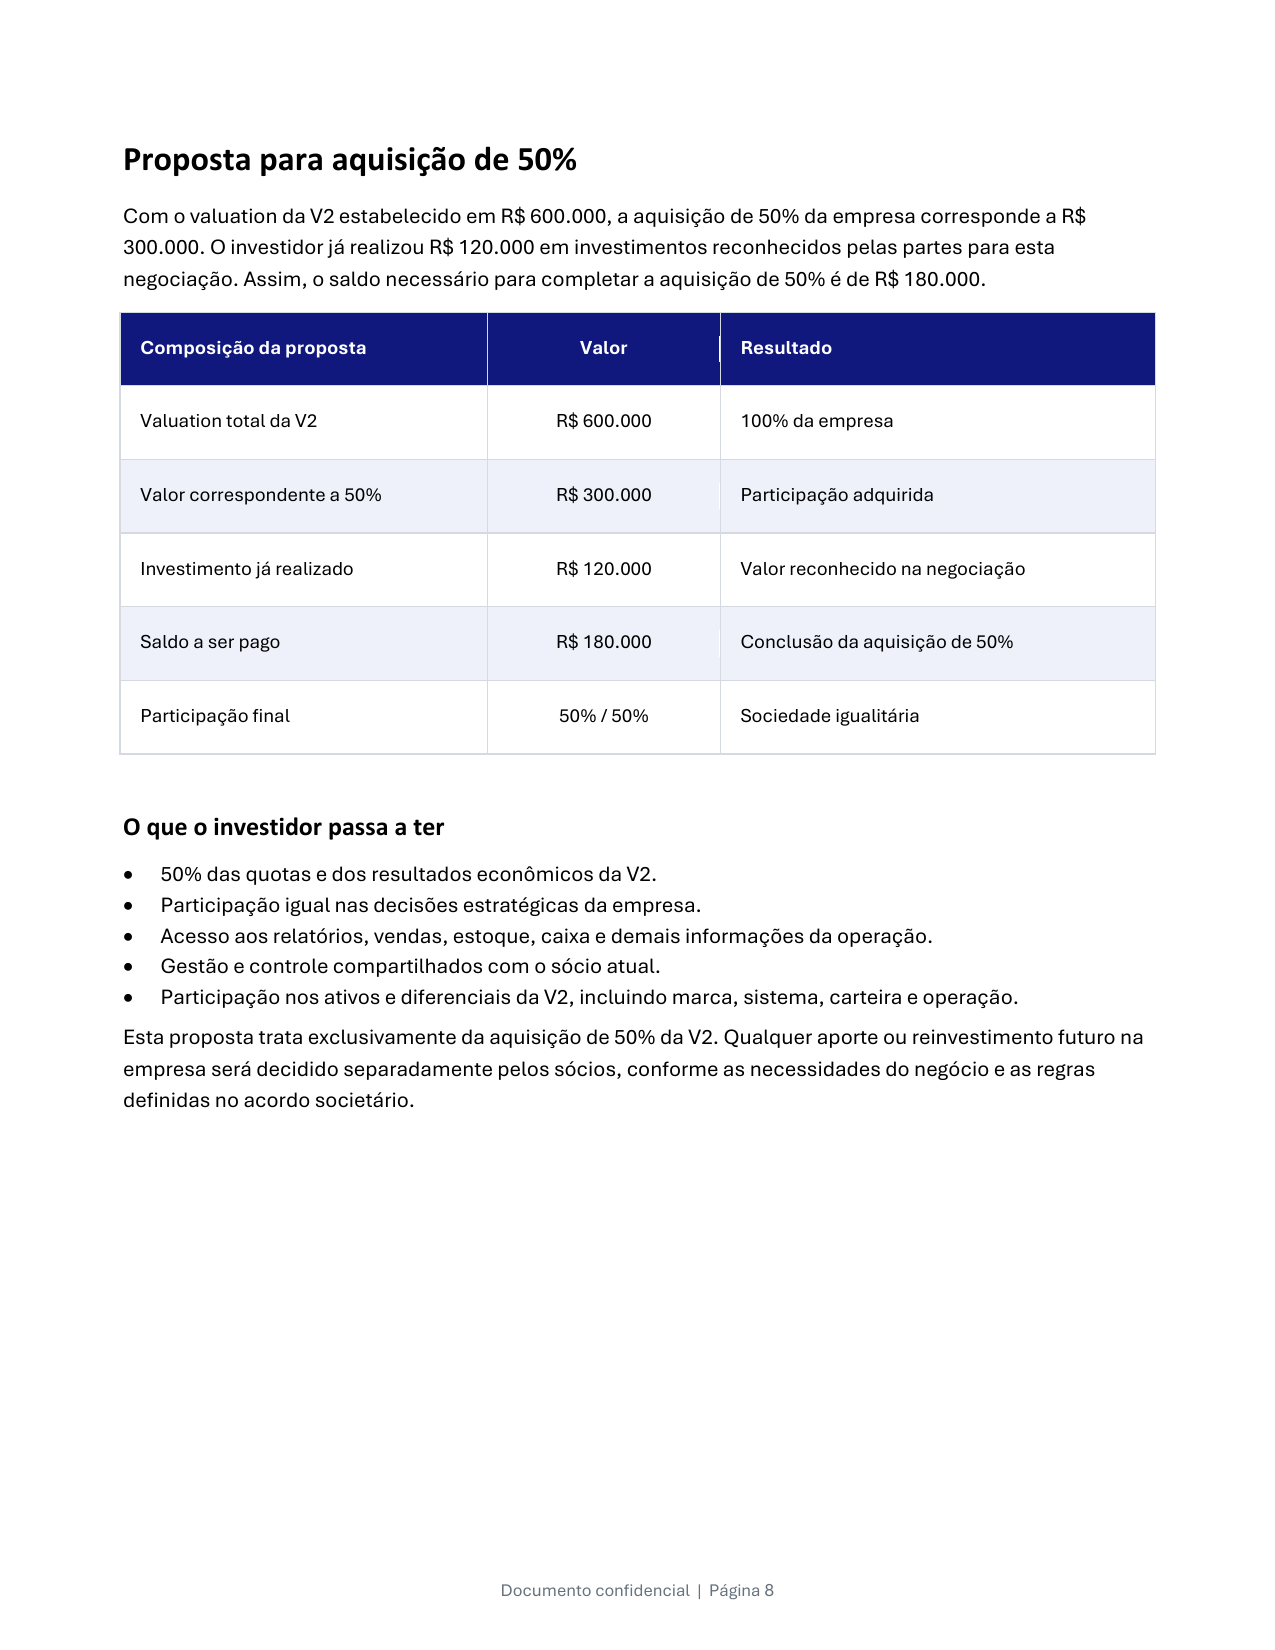 Proposta para aquisição de 50%
Com o valuation da V2 estabelecido em R$ 600.000, a aquisição de 50% da empresa corresponde a R$
300.000. O investidor já realizou R$ 120.000 em investimentos reconhecidos pelas partes para esta
negociação. Assim, o saldo necessário para completar a aquisição de 50% é de R$ 180.000.
Composição da proposta Valor Resultado
Valuation total da V2 R$ 600.000 100% da empresa
Valor correspondente a 50% R$ 300.000 Participação adquirida
Investimento já realizado R$ 120.000 Valor reconhecido na negociação
Saldo a ser pago R$ 180.000 Conclusão da aquisição de 50%
Participação final 50% / 50% Sociedade igualitária
O que o investidor passa a ter
• 50% das quotas e dos resultados econômicos da V2.
• Participação igual nas decisões estratégicas da empresa.
• Acesso aos relatórios, vendas, estoque, caixa e demais informações da operação.
• Gestão e controle compartilhados com o sócio atual.
• Participação nos ativos e diferenciais da V2, incluindo marca, sistema, carteira e operação.
Esta proposta trata exclusivamente da aquisição de 50% da V2. Qualquer aporte ou reinvestimento futuro na
empresa será decidido separadamente pelos sócios, conforme as necessidades do negócio e as regras
definidas no acordo societário.
Documento confidencial | Página 8